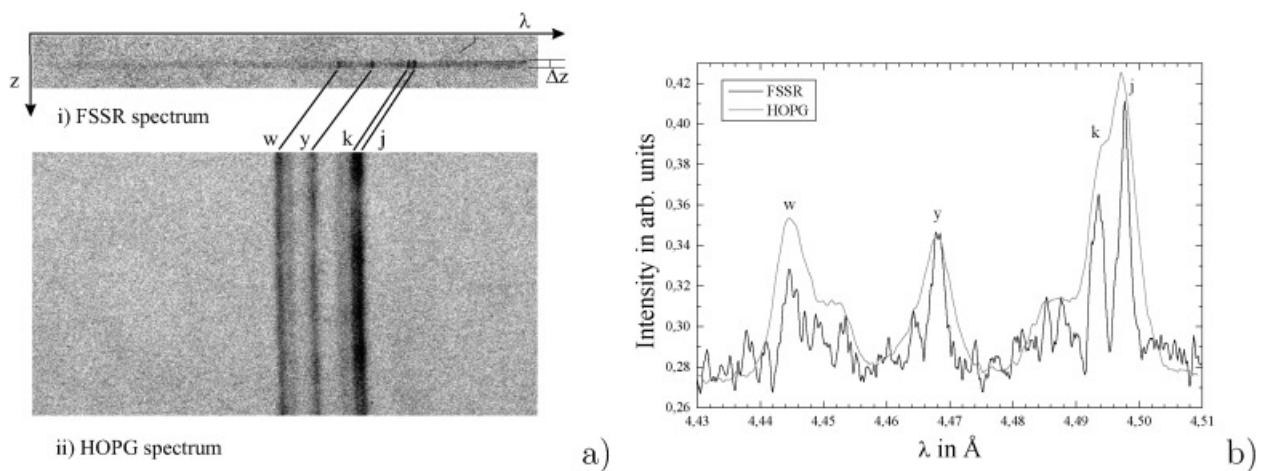 λ
z
Δz
i) FSSR spectrum
w y k j
ii) HOPG spectrum
a)
Intensity in arb. units
0,42
0,40
0,38
0,36
0,34
0,32
0,30
0,28
0,26
FSSR
HOPG
w
y
k
j
4,43 4,44 4,45 4,46 4,47 4,48 4,49 4,50 4,51
λ in Å
b)